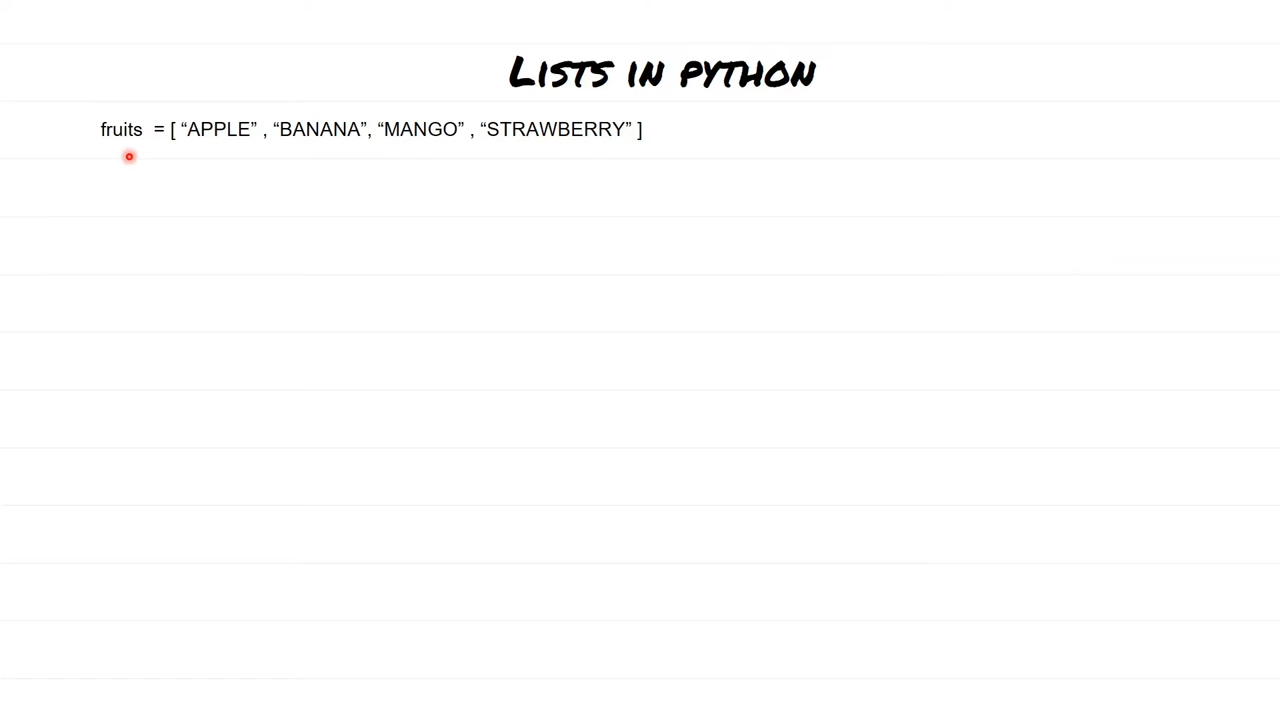 Lists in python
fruits = [ “APPLE” , “BANANA”, “MANGO” , “STRAWBERRY” ]